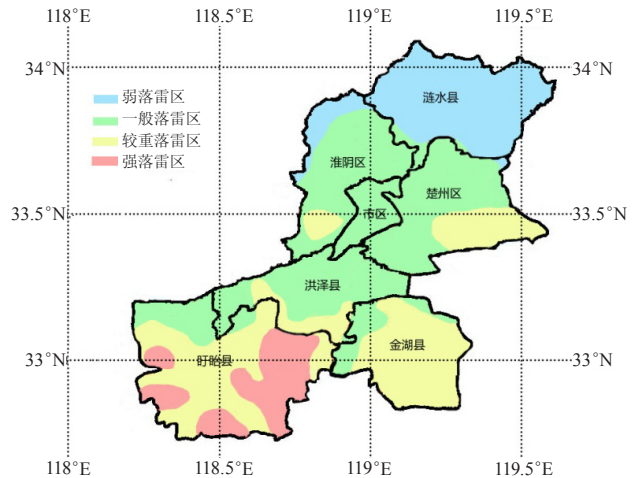 118°E
118.5°E
119°E
119.5°E
34°N
34°N
弱落雷区
一般落雷区
较重落雷区
强落雷区
涟水县
淮阴区
楚州区
市区
33.5°N
33.5°N
洪泽县
金湖县
盱眙县
33°N
33°N
118°E
118.5°E
119°E
119.5°E